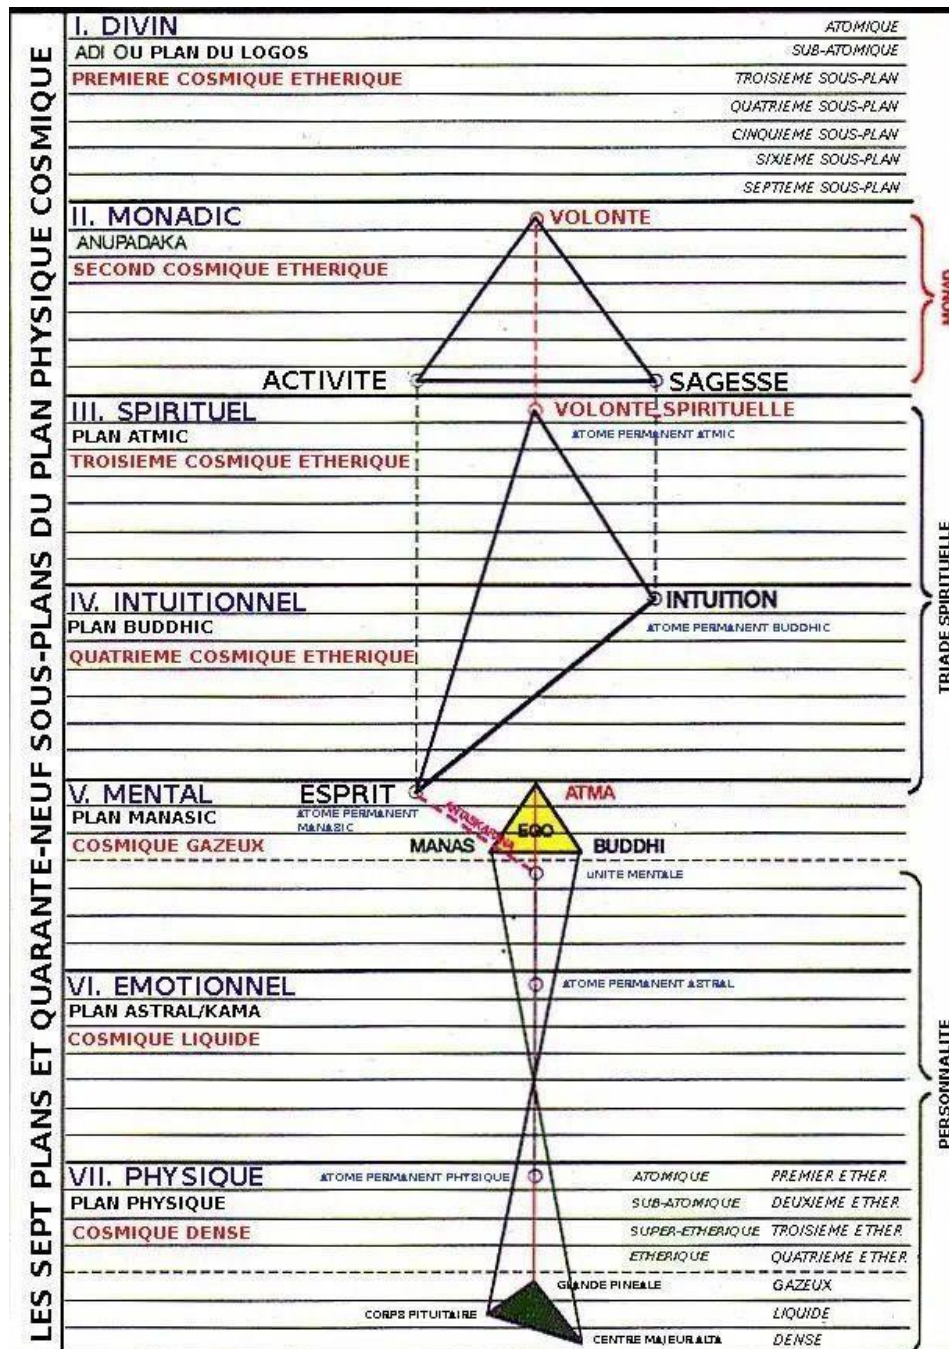 LES SEPT PLANS ET QUARANTE-NEUF SOUS-PLANS DU PLAN PHYSIQUE COSMIQUE
I. DIVIN
ATOMIQUE
ADI OU PLAN DU LOGOS
SUB-ATOMIQUE
PREMIERE COSMIQUE ETHERIQUE
TROISIEME SOUS-PLAN
QUATRIEME SOUS-PLAN
CINQUIEME SOUS-PLAN
SIXIEME SOUS-PLAN
SEPTIEME SOUS-PLAN
II. MONADIC
VOLONTE
ANUPADAKA
SECOND COSMIQUE ETHERIQUE
MONAD
ACTIVITE
SAGESSE
III. SPIRITUEL
VOLONTE SPIRITUELLE
PLAN ATMIC
ATOME PERMANENT ATMIC
TROISIEME COSMIQUE ETHERIQUE
TRIADE SPIRITUELLE
IV. INTUITIONNEL
INTUITION
PLAN BUDDHIC
ATOME PERMANENT BUDDHIC
QUATRIEME COSMIQUE ETHERIQUE
V. MENTAL
ESPRIT
ATMA
PLAN MANASIC
ATOME PERMANENT
MANASIC
ANTASKARANA
EGO
COSMIQUE GAZEUX
MANAS
BUDDHI
UNITE MENTALE
VI. EMOTIONNEL
ATOME PERMANENT ASTRAL
PLAN ASTRAL/KAMA
COSMIQUE LIQUIDE
PERSONNALITE
VII. PHYSIQUE
ATOME PERMANENT PHYSIQUE
ATOMIQUE
PREMIER ETHER
PLAN PHYSIQUE
SUB-ATOMIQUE
DEUXIEME ETHER
COSMIQUE DENSE
SUPER-ETHERIQUE
TROISIEME ETHER
ETHERIQUE
QUATRIEME ETHER
GLANDE PINEALE
GAZEUX
CORPS PITUITAIRE
LIQUIDE
CENTRE MAJEUR ALTA
DENSE